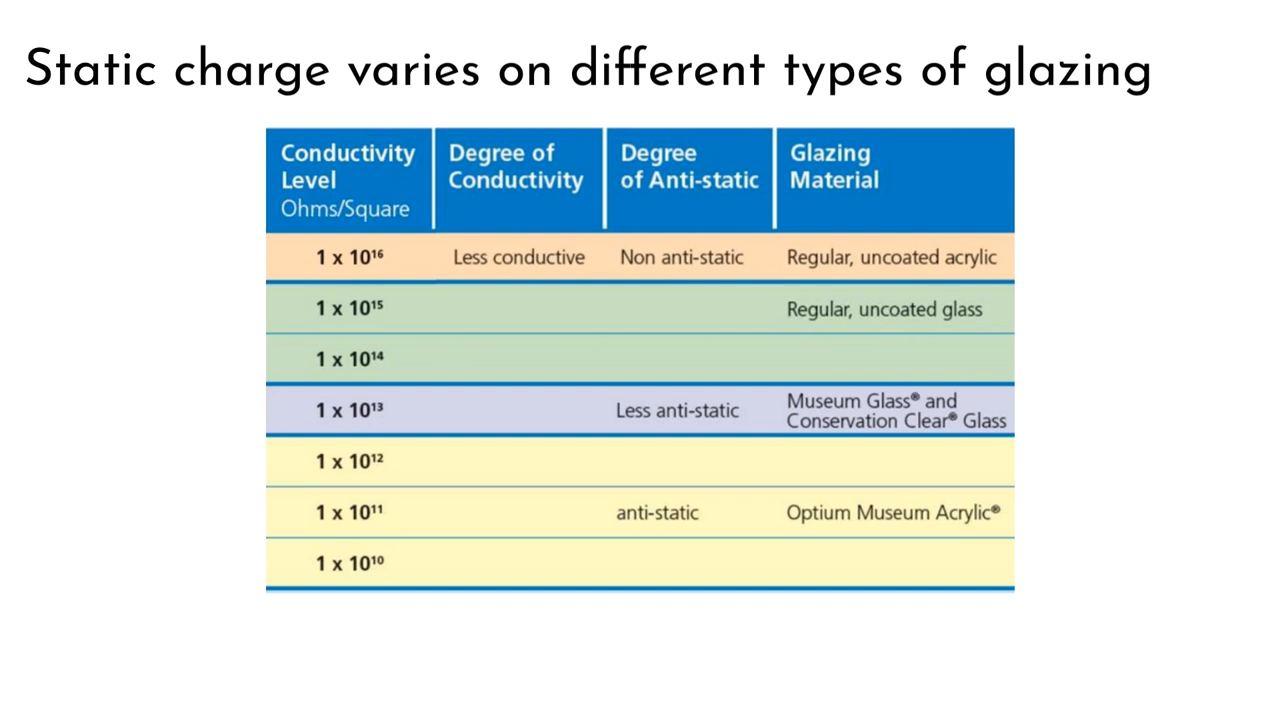 Static charge varies on different types of glazing
Conductivity Level Ohms/Square Degree of Conductivity Degree of Anti-static Glazing Material
1 x 10¹⁶ Less conductive Non anti-static Regular, uncoated acrylic
1 x 10¹⁵ Regular, uncoated glass
1 x 10¹⁴
1 x 10¹³ Less anti-static Museum Glass® and Conservation Clear® Glass
1 x 10¹²
1 x 10¹¹ anti-static Optium Museum Acrylic®
1 x 10¹⁰